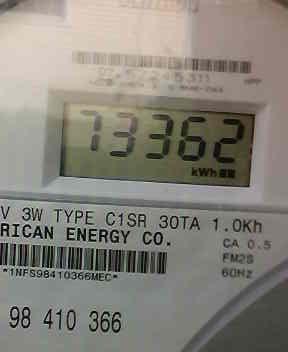 73362
kWh
V 3W TYPE C1SR 30TA 1.0Kh
RICAN ENERGY CO.
CA 0.5
FM2S
60Hz
*1NFS98410366MEC*
98 410 366